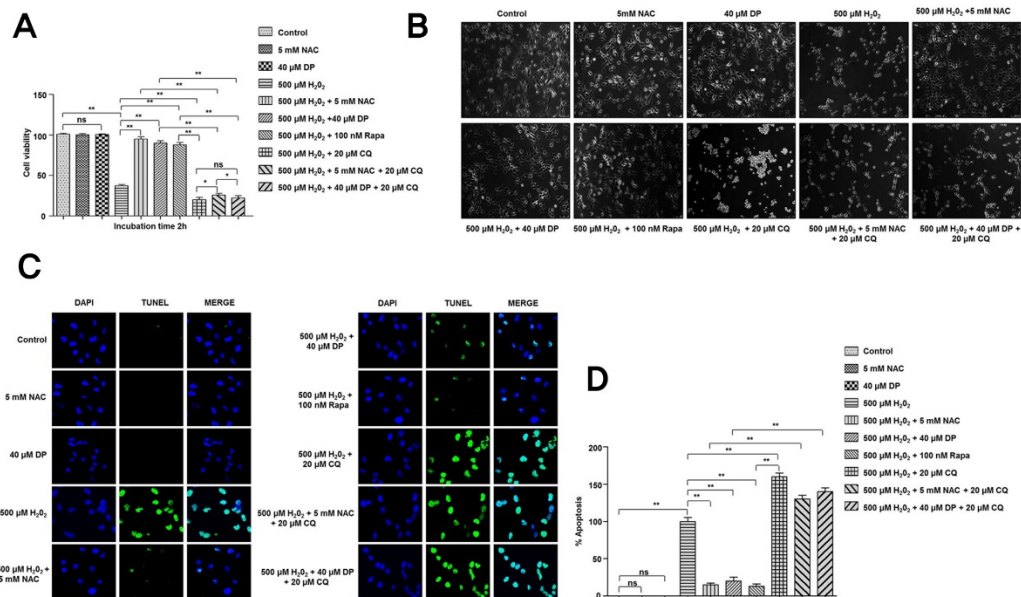 A
Control
5 mM NAC
40 µM DP
500 µM H₂O₂
500 µM H₂O₂ + 5 mM NAC
500 µM H₂O₂ +40 µM DP
500 µM H₂O₂ + 100 nM Rapa
500 µM H₂O₂ + 20 µM CQ
500 µM H₂O₂ + 5 mM NAC + 20 µM CQ
500 µM H₂O₂ + 40 µM DP + 20 µM CQ
**
**
**
**
**
**
**
**
**
**
**
ns
ns
*
*
150
100
50
0
Cell viability
Incubation time 2h
B
Control
5mM NAC
40 µM DP
500 µM H₂O₂
500 µM H₂O₂ +5 mM NAC
500 µM H₂O₂ + 40 µM DP
500 µM H₂O₂ + 100 nM Rapa
500 µM H₂O₂ + 20 µM CQ
500 µM H₂O₂ + 5 mM NAC
+ 20 µM CQ
500 µM H₂O₂ + 40 µM DP +
20 µM CQ
C
DAPI
TUNEL
MERGE
Control
5 mM NAC
40 µM DP
500 µM H₂O₂
500 µM H₂O₂ +
5 mM NAC
DAPI
TUNEL
MERGE
500 µM H₂O₂ +
40 µM DP
500 µM H₂O₂ +
100 nM Rapa
500 µM H₂O₂ +
20 µM CQ
500 µM H₂O₂ + 5 mM NAC
+ 20 µM CQ
500 µM H₂O₂ + 40 µM DP
+ 20 µM CQ
D
Control
5 mM NAC
40 µM DP
500 µM H₂O₂
500 µM H₂O₂ + 5 mM NAC
500 µM H₂O₂ + 40 µM DP
500 µM H₂O₂ + 100 nM Rapa
500 µM H₂O₂ + 20 µM CQ
500 µM H₂O₂ + 5 mM NAC + 20 µM CQ
500 µM H₂O₂ + 40 µM DP + 20 µM CQ
**
**
**
**
**
**
**
**
ns
ns
200
150
100
50
0
% Apoptosis